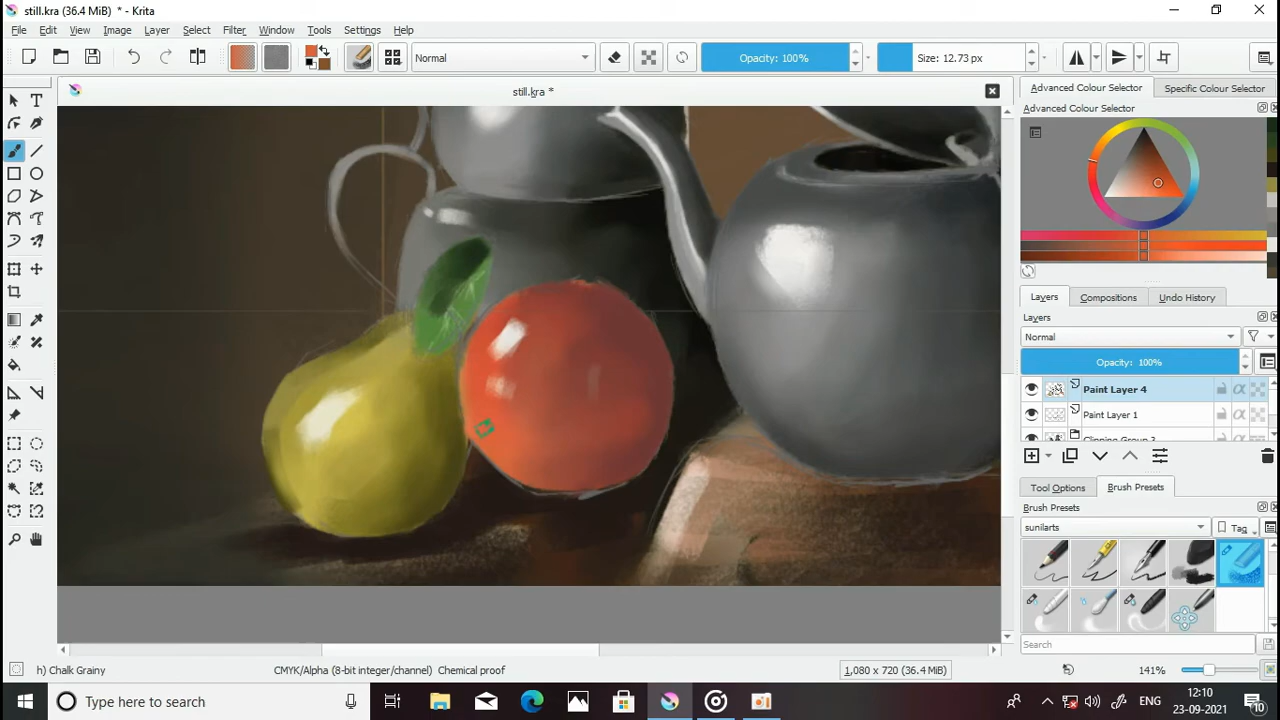 still.kra (36.4 MiB) * - Krita
File Edit View Image Layer Select Filter Window Tools Settings Help
Normal
Opacity: 100%
Size: 12.73 px
still.kra *
Advanced Colour Selector
Specific Colour Selector
Advanced Colour Selector
Layers
Compositions
Undo History
Layers
Normal
Opacity: 100%
Paint Layer 4
Paint Layer 1
Clipping Group 3
Tool Options
Brush Presets
Brush Presets
sunilarts
Tag
Search
h) Chalk Grainy
CMYK/Alpha (8-bit integer/channel) Chemical proof
1,080 x 720 (36.4 MiB)
141%
Type here to search
ENG
12:10
23-09-2021
10